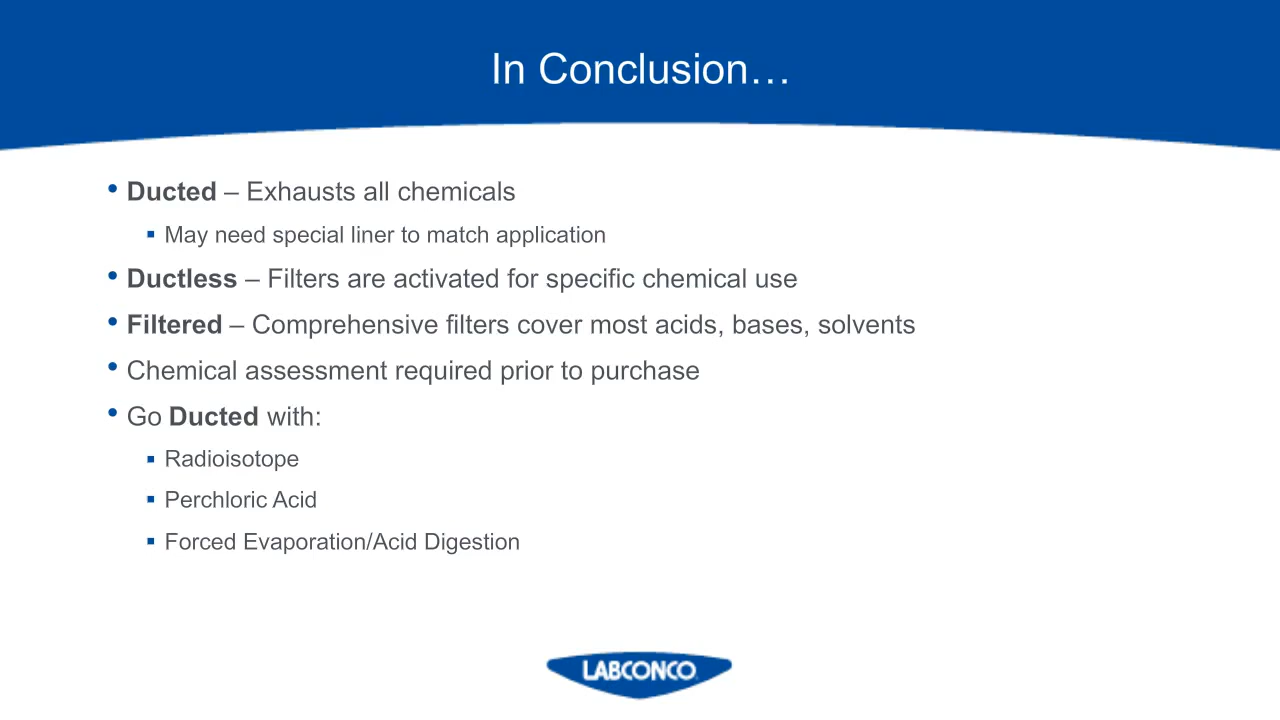 In Conclusion…
• Ducted – Exhausts all chemicals
▪ May need special liner to match application
• Ductless – Filters are activated for specific chemical use
• Filtered – Comprehensive filters cover most acids, bases, solvents
• Chemical assessment required prior to purchase
• Go Ducted with:
▪ Radioisotope
▪ Perchloric Acid
▪ Forced Evaporation/Acid Digestion
LABCONCO